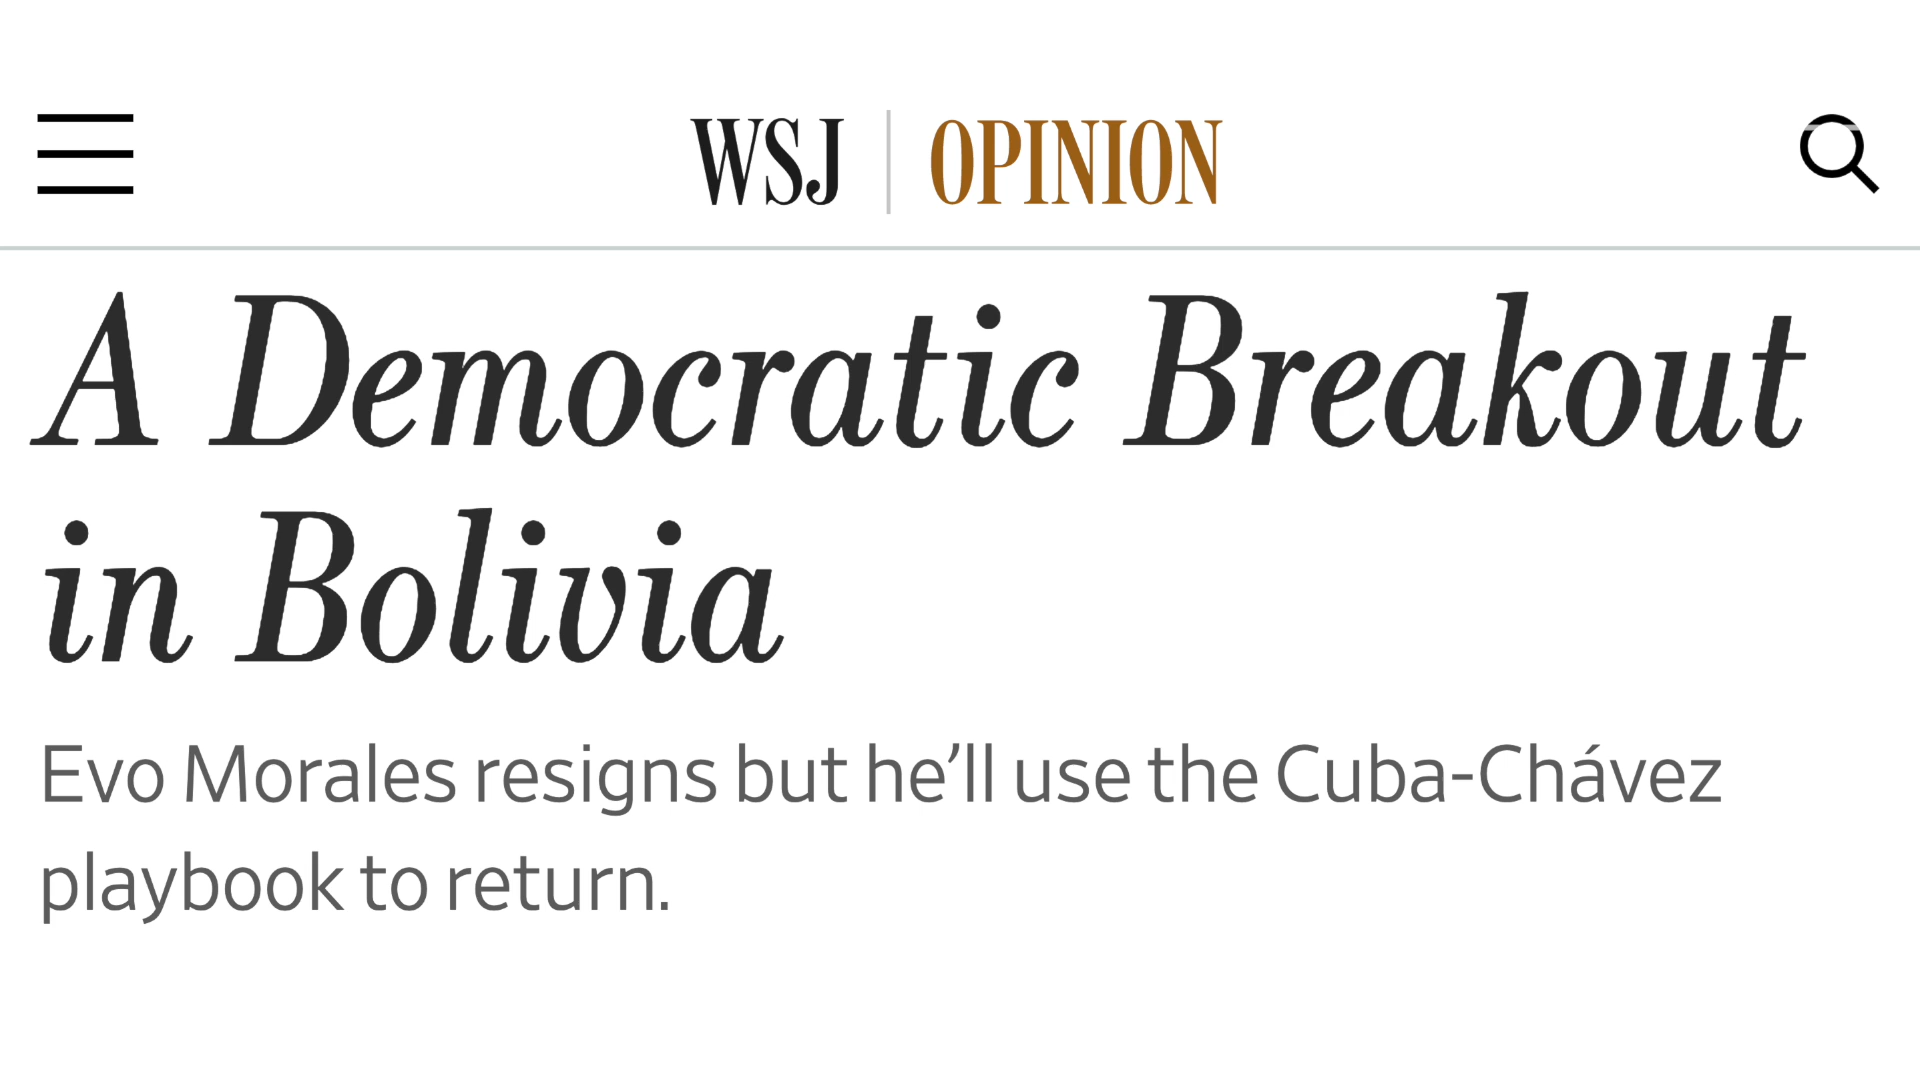 WSJ | OPINION
A Democratic Breakout
in Bolivia
Evo Morales resigns but he’ll use the Cuba-Chávez
playbook to return.